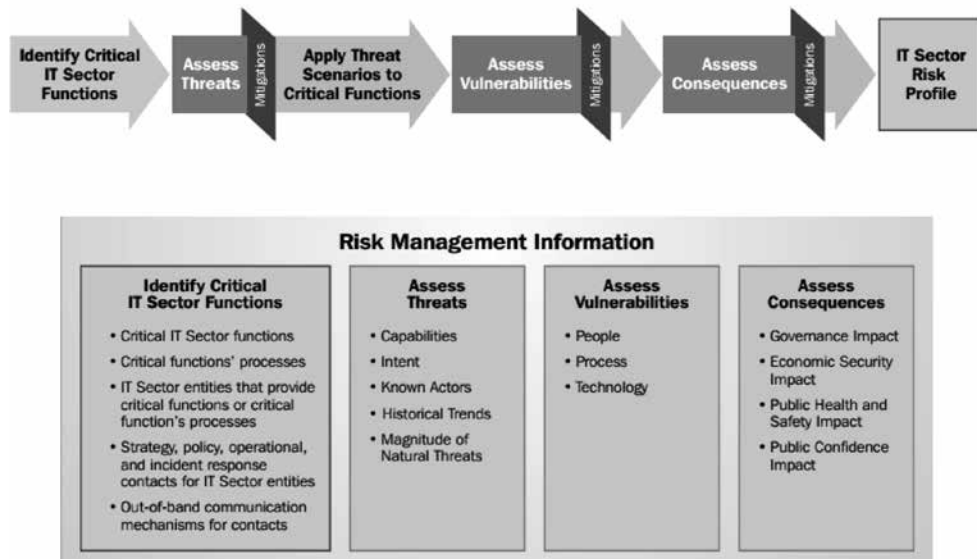 Identify Critical
IT Sector
Functions
Assess
Threats
Mitigations
Apply Threat
Scenarios to
Critical Functions
Assess
Vulnerabilities
Mitigations
Assess
Consequences
Mitigations
IT Sector
Risk
Profile
Risk Management Information
Identify Critical
IT Sector Functions
• Critical IT Sector functions
• Critical functions' processes
• IT Sector entities that provide
critical functions or critical
function's processes
• Strategy, policy, operational,
and incident response
contacts for IT Sector entities
• Out-of-band communication
mechanisms for contacts
Assess
Threats
• Capabilities
• Intent
• Known Actors
• Historical Trends
• Magnitude of
Natural Threats
Assess
Vulnerabilities
• People
• Process
• Technology
Assess
Consequences
• Governance Impact
• Economic Security
Impact
• Public Health and
Safety Impact
• Public Confidence
Impact